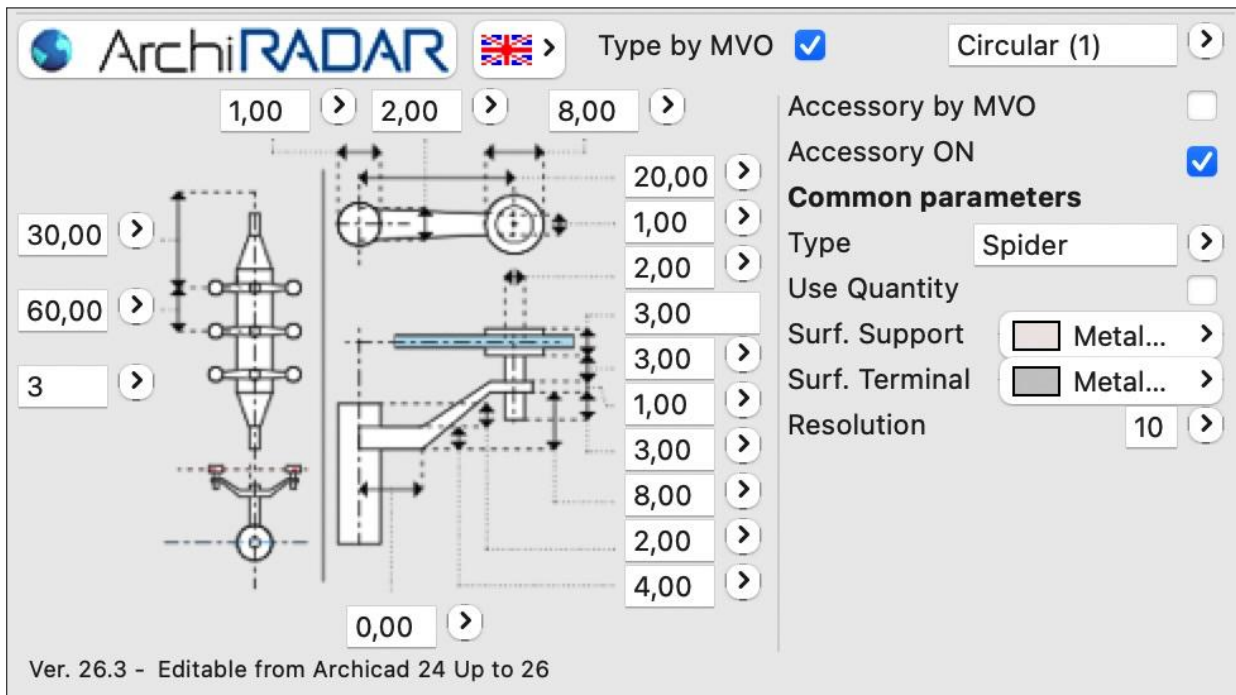 ArchiRADAR
Type by MVO
Circular (1)
1,00
2,00
8,00
Accessory by MVO
Accessory ON
Common parameters
Type
Spider
Use Quantity
Surf. Support
Metal...
Surf. Terminal
Metal...
Resolution
10
30,00
60,00
3
20,00
1,00
2,00
3,00
3,00
1,00
3,00
8,00
2,00
4,00
0,00
Ver. 26.3 - Editable from Archicad 24 Up to 26